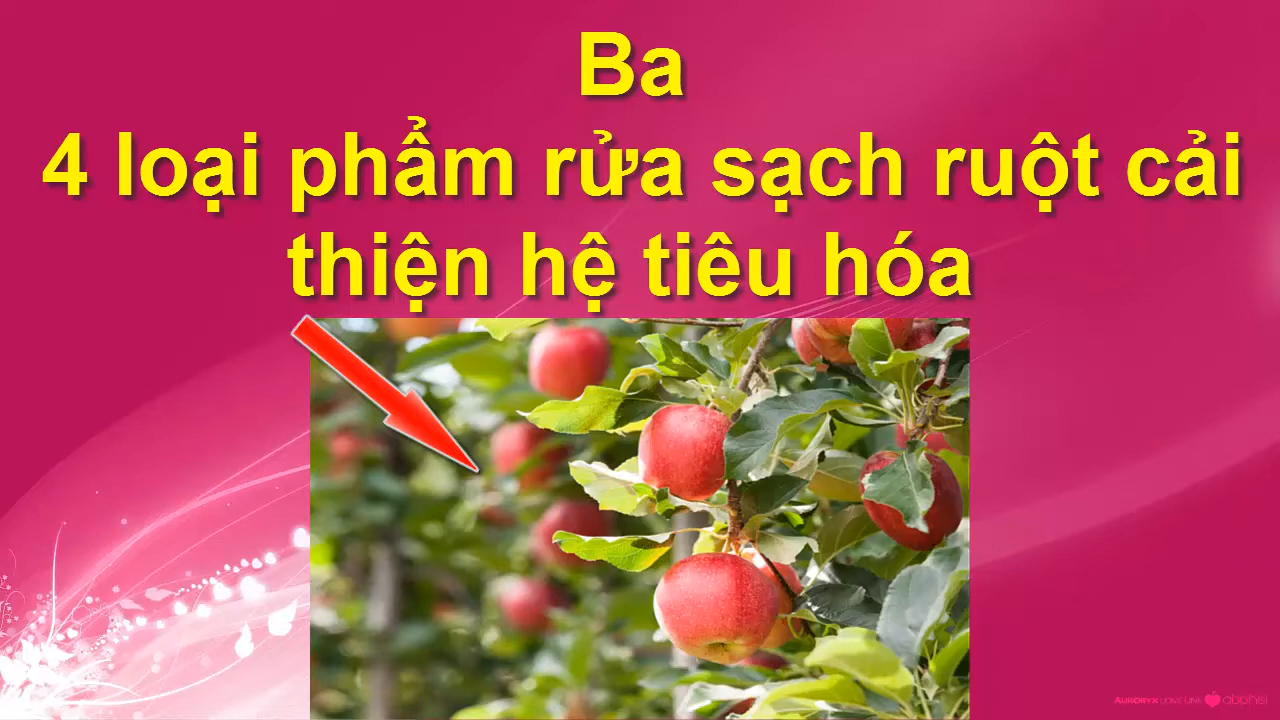 Ba
4 loại phẩm rửa sạch ruột cải
thiện hệ tiêu hóa